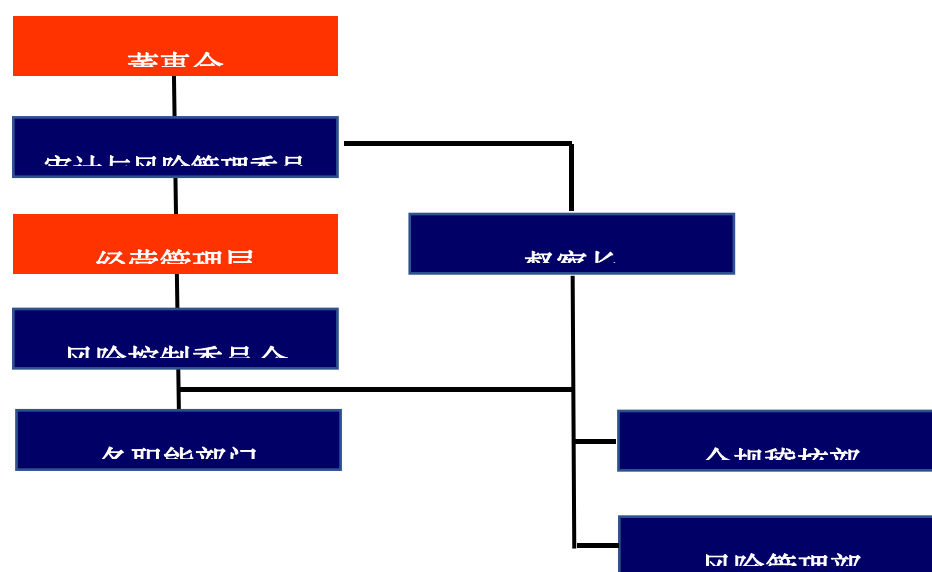 董事会
审计与风险管理委员
经营管理层
督察长
风险控制委员会
各职能部门
合规稽核部
风险管理部